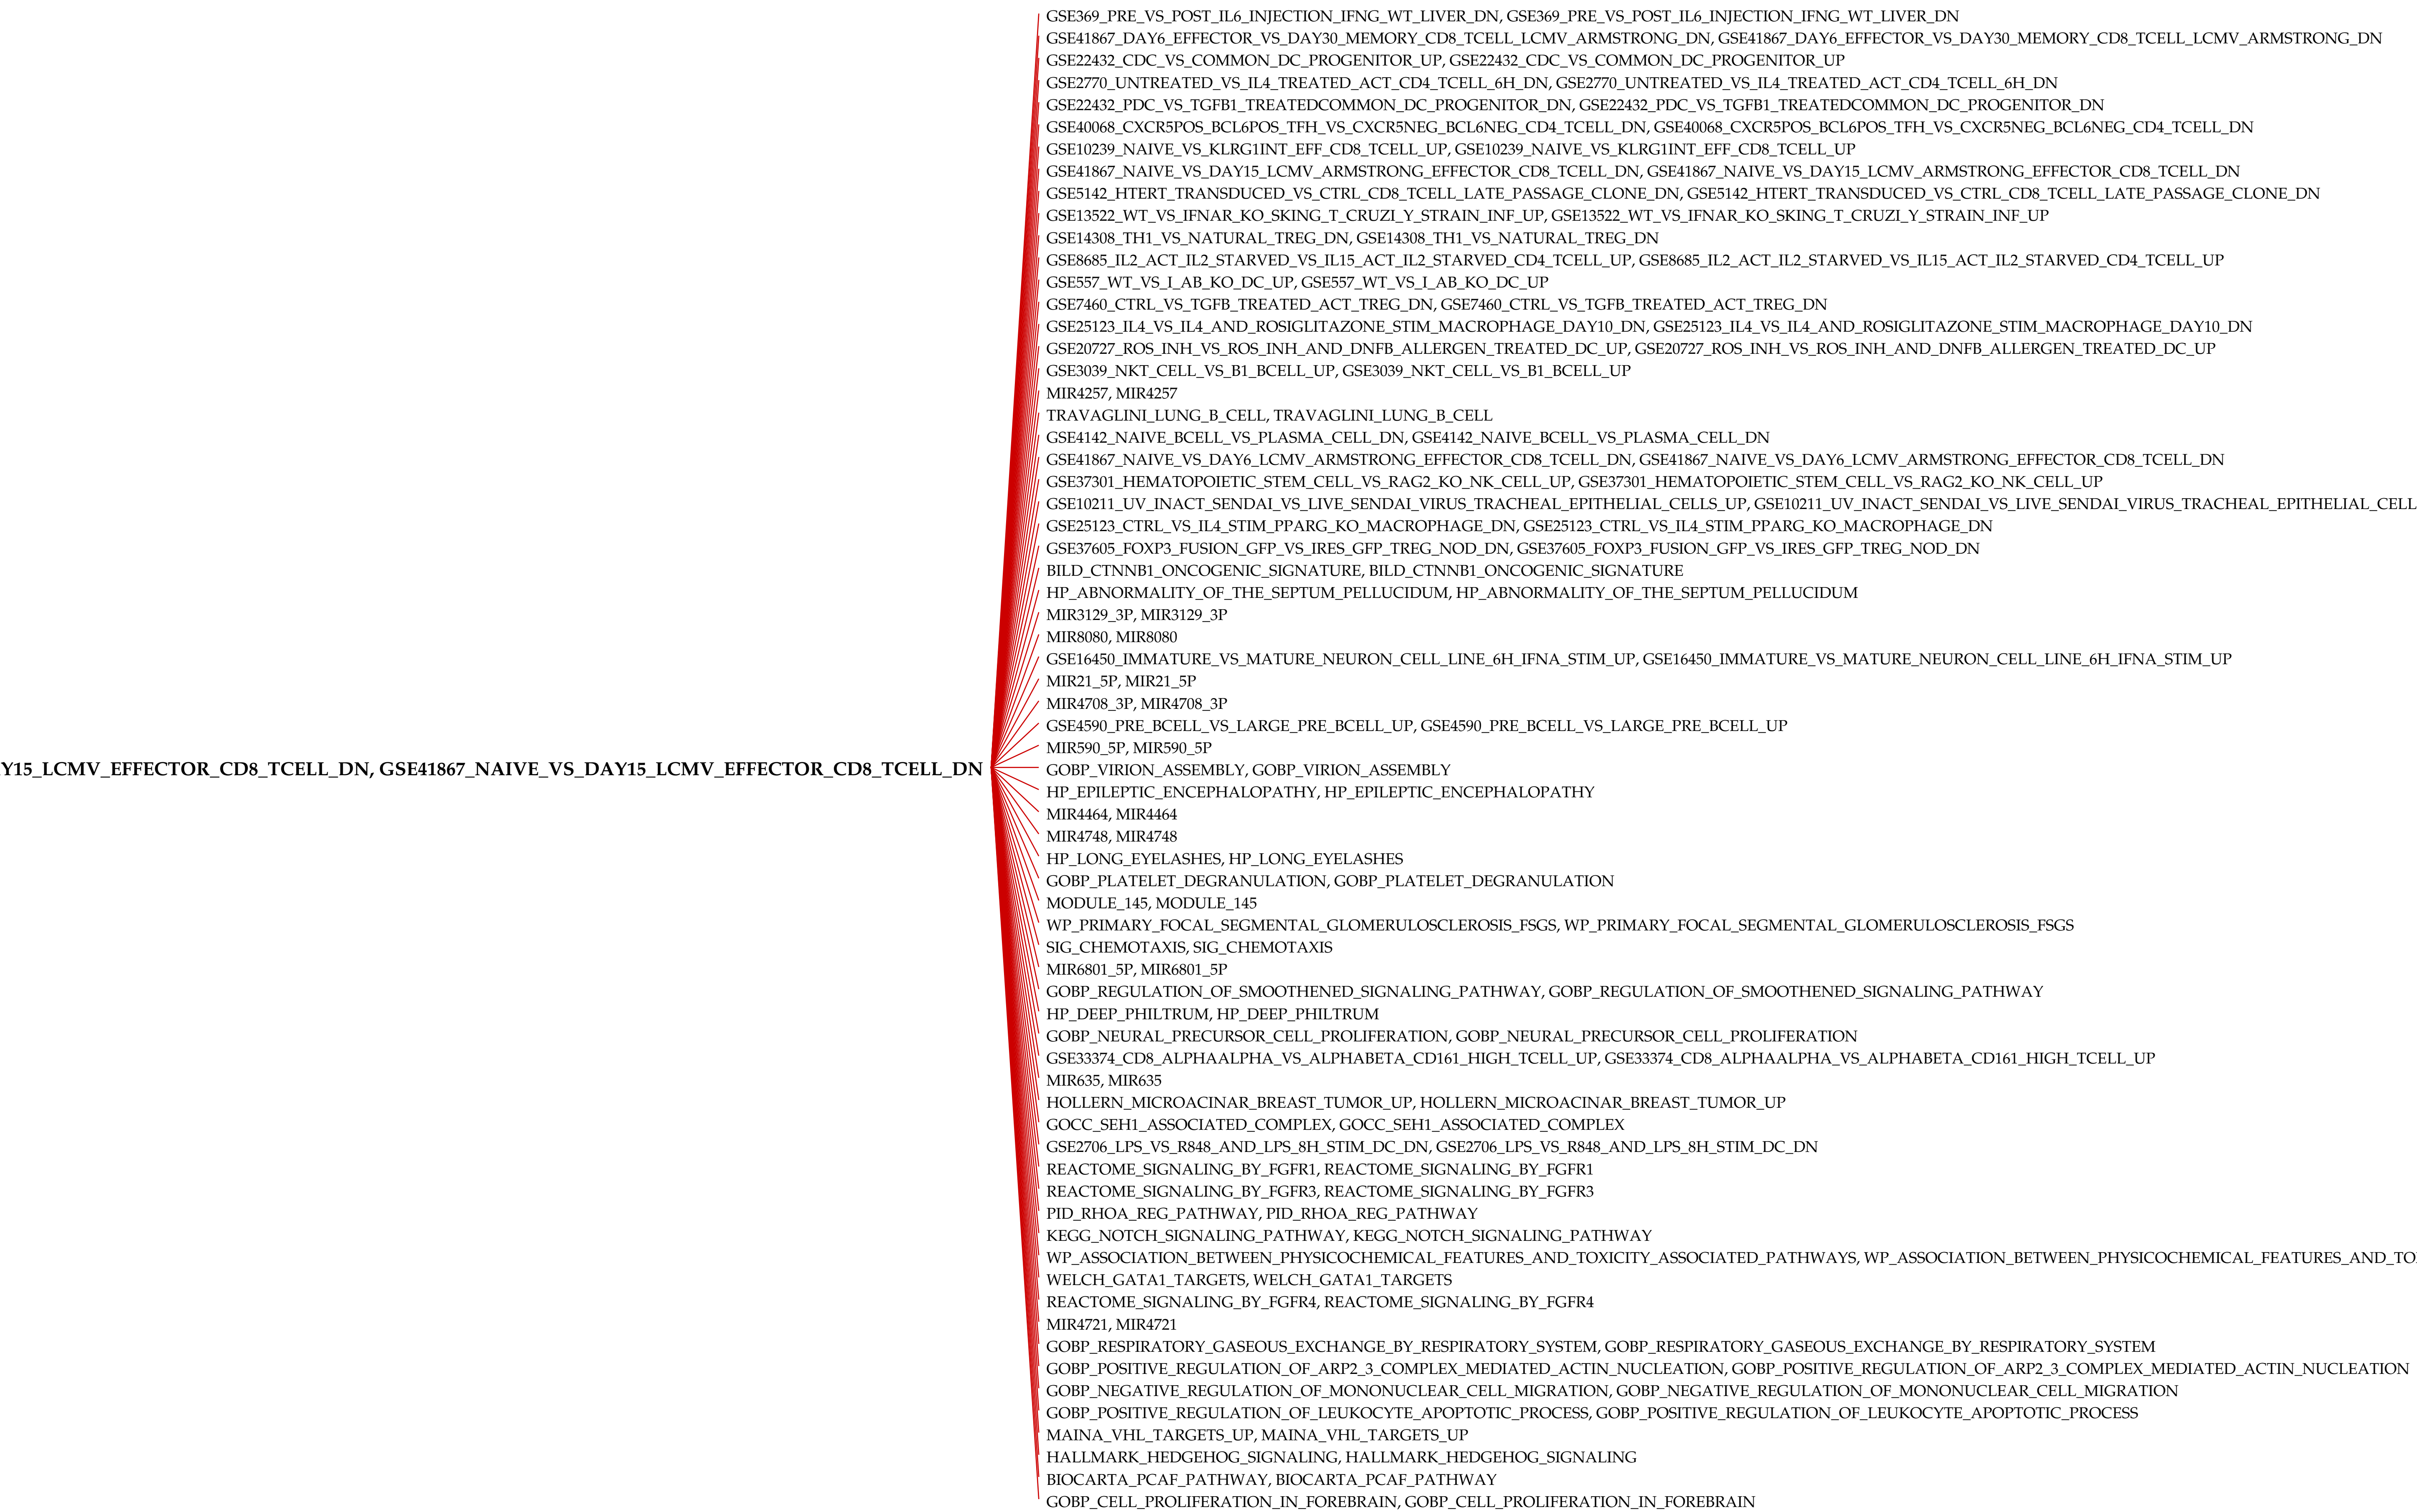 GSE369_PRE_VS_POST_IL6_INJECTION_IFNG_WT_LIVER_DN, GSE369_PRE_VS_POST_IL6_INJECTION_IFNG_WT_LIVER_DN
GSE41867_DAY6_EFFECTOR_VS_DAY30_MEMORY_CD8_TCELL_LCMV_ARMSTRONG_DN, GSE41867_DAY6_EFFECTOR_VS_DAY30_MEMORY_CD8_TCELL_LCMV_ARMSTRONG_DN
GSE22432_CDC_VS_COMMON_DC_PROGENITOR_UP, GSE22432_CDC_VS_COMMON_DC_PROGENITOR_UP
GSE2770_UNTREATED_VS_IL4_TREATED_ACT_CD4_TCELL_6H_DN, GSE2770_UNTREATED_VS_IL4_TREATED_ACT_CD4_TCELL_6H_DN
GSE22432_PDC_VS_TGFB1_TREATEDCOMMON_DC_PROGENITOR_DN, GSE22432_PDC_VS_TGFB1_TREATEDCOMMON_DC_PROGENITOR_DN
GSE40068_CXCR5POS_BCL6POS_TFH_VS_CXCR5NEG_BCL6NEG_CD4_TCELL_DN, GSE40068_CXCR5POS_BCL6POS_TFH_VS_CXCR5NEG_BCL6NEG_CD4_TCELL_DN
GSE10239_NAIVE_VS_KLRG1INT_EFF_CD8_TCELL_UP, GSE10239_NAIVE_VS_KLRG1INT_EFF_CD8_TCELL_UP
GSE41867_NAIVE_VS_DAY15_LCMV_ARMSTRONG_EFFECTOR_CD8_TCELL_DN, GSE41867_NAIVE_VS_DAY15_LCMV_ARMSTRONG_EFFECTOR_CD8_TCELL_DN
GSE5142_HTERT_TRANSDUCED_VS_CTRL_CD8_TCELL_LATE_PASSAGE_CLONE_DN, GSE5142_HTERT_TRANSDUCED_VS_CTRL_CD8_TCELL_LATE_PASSAGE_CLONE_DN
GSE13522_WT_VS_IFNAR_KO_SKING_T_CRUZI_Y_STRAIN_INF_UP, GSE13522_WT_VS_IFNAR_KO_SKING_T_CRUZI_Y_STRAIN_INF_UP
GSE14308_TH1_VS_NATURAL_TREG_DN, GSE14308_TH1_VS_NATURAL_TREG_DN
GSE8685_IL2_ACT_IL2_STARVED_VS_IL15_ACT_IL2_STARVED_CD4_TCELL_UP, GSE8685_IL2_ACT_IL2_STARVED_VS_IL15_ACT_IL2_STARVED_CD4_TCELL_UP
GSE557_WT_VS_I_AB_KO_DC_UP, GSE557_WT_VS_I_AB_KO_DC_UP
GSE7460_CTRL_VS_TGFB_TREATED_ACT_TREG_DN, GSE7460_CTRL_VS_TGFB_TREATED_ACT_TREG_DN
GSE25123_IL4_VS_IL4_AND_ROSIGLITAZONE_STIM_MACROPHAGE_DAY10_DN, GSE25123_IL4_VS_IL4_AND_ROSIGLITAZONE_STIM_MACROPHAGE_DAY10_DN
GSE20727_ROS_INH_VS_ROS_INH_AND_DNFB_ALLERGEN_TREATED_DC_UP, GSE20727_ROS_INH_VS_ROS_INH_AND_DNFB_ALLERGEN_TREATED_DC_UP
GSE3039_NKT_CELL_VS_B1_BCELL_UP, GSE3039_NKT_CELL_VS_B1_BCELL_UP
MIR4257, MIR4257
TRAVAGLINI_LUNG_B_CELL, TRAVAGLINI_LUNG_B_CELL
GSE4142_NAIVE_BCELL_VS_PLASMA_CELL_DN, GSE4142_NAIVE_BCELL_VS_PLASMA_CELL_DN
GSE41867_NAIVE_VS_DAY6_LCMV_ARMSTRONG_EFFECTOR_CD8_TCELL_DN, GSE41867_NAIVE_VS_DAY6_LCMV_ARMSTRONG_EFFECTOR_CD8_TCELL_DN
GSE37301_HEMATOPOIETIC_STEM_CELL_VS_RAG2_KO_NK_CELL_UP, GSE37301_HEMATOPOIETIC_STEM_CELL_VS_RAG2_KO_NK_CELL_UP
GSE10211_UV_INACT_SENDAI_VS_LIVE_SENDAI_VIRUS_TRACHEAL_EPITHELIAL_CELLS_UP, GSE10211_UV_INACT_SENDAI_VS_LIVE_SENDAI_VIRUS_TRACHEAL_EPITHELIAL_CELL
GSE25123_CTRL_VS_IL4_STIM_PPARG_KO_MACROPHAGE_DN, GSE25123_CTRL_VS_IL4_STIM_PPARG_KO_MACROPHAGE_DN
GSE37605_FOXP3_FUSION_GFP_VS_IRES_GFP_TREG_NOD_DN, GSE37605_FOXP3_FUSION_GFP_VS_IRES_GFP_TREG_NOD_DN
BILD_CTNNB1_ONCOGENIC_SIGNATURE, BILD_CTNNB1_ONCOGENIC_SIGNATURE
HP_ABNORMALITY_OF_THE_SEPTUM_PELLUCIDUM, HP_ABNORMALITY_OF_THE_SEPTUM_PELLUCIDUM
MIR3129_3P, MIR3129_3P
MIR8080, MIR8080
GSE16450_IMMATURE_VS_MATURE_NEURON_CELL_LINE_6H_IFNA_STIM_UP, GSE16450_IMMATURE_VS_MATURE_NEURON_CELL_LINE_6H_IFNA_STIM_UP
MIR21_5P, MIR21_5P
MIR4708_3P, MIR4708_3P
GSE4590_PRE_BCELL_VS_LARGE_PRE_BCELL_UP, GSE4590_PRE_BCELL_VS_LARGE_PRE_BCELL_UP
MIR590_5P, MIR590_5P
Y15_LCMV_EFFECTOR_CD8_TCELL_DN, GSE41867_NAIVE_VS_DAY15_LCMV_EFFECTOR_CD8_TCELL_DN
GOBP_VIRION_ASSEMBLY, GOBP_VIRION_ASSEMBLY
HP_EPILEPTIC_ENCEPHALOPATHY, HP_EPILEPTIC_ENCEPHALOPATHY
MIR4464, MIR4464
MIR4748, MIR4748
HP_LONG_EYELASHES, HP_LONG_EYELASHES
GOBP_PLATELET_DEGRANULATION, GOBP_PLATELET_DEGRANULATION
MODULE_145, MODULE_145
WP_PRIMARY_FOCAL_SEGMENTAL_GLOMERULOSCLEROSIS_FSGS, WP_PRIMARY_FOCAL_SEGMENTAL_GLOMERULOSCLEROSIS_FSGS
SIG_CHEMOTAXIS, SIG_CHEMOTAXIS
MIR6801_5P, MIR6801_5P
GOBP_REGULATION_OF_SMOOTHENED_SIGNALING_PATHWAY, GOBP_REGULATION_OF_SMOOTHENED_SIGNALING_PATHWAY
HP_DEEP_PHILTRUM, HP_DEEP_PHILTRUM
GOBP_NEURAL_PRECURSOR_CELL_PROLIFERATION, GOBP_NEURAL_PRECURSOR_CELL_PROLIFERATION
GSE33374_CD8_ALPHAALPHA_VS_ALPHABETA_CD161_HIGH_TCELL_UP, GSE33374_CD8_ALPHAALPHA_VS_ALPHABETA_CD161_HIGH_TCELL_UP
MIR635, MIR635
HOLLERN_MICROACINAR_BREAST_TUMOR_UP, HOLLERN_MICROACINAR_BREAST_TUMOR_UP
GOCC_SEH1_ASSOCIATED_COMPLEX, GOCC_SEH1_ASSOCIATED_COMPLEX
GSE2706_LPS_VS_R848_AND_LPS_8H_STIM_DC_DN, GSE2706_LPS_VS_R848_AND_LPS_8H_STIM_DC_DN
REACTOME_SIGNALING_BY_FGFR1, REACTOME_SIGNALING_BY_FGFR1
REACTOME_SIGNALING_BY_FGFR3, REACTOME_SIGNALING_BY_FGFR3
PID_RHOA_REG_PATHWAY, PID_RHOA_REG_PATHWAY
KEGG_NOTCH_SIGNALING_PATHWAY, KEGG_NOTCH_SIGNALING_PATHWAY
WP_ASSOCIATION_BETWEEN_PHYSICOCHEMICAL_FEATURES_AND_TOXICITY_ASSOCIATED_PATHWAYS, WP_ASSOCIATION_BETWEEN_PHYSICOCHEMICAL_FEATURES_AND_TO
WELCH_GATA1_TARGETS, WELCH_GATA1_TARGETS
REACTOME_SIGNALING_BY_FGFR4, REACTOME_SIGNALING_BY_FGFR4
MIR4721, MIR4721
GOBP_RESPIRATORY_GASEOUS_EXCHANGE_BY_RESPIRATORY_SYSTEM, GOBP_RESPIRATORY_GASEOUS_EXCHANGE_BY_RESPIRATORY_SYSTEM
GOBP_POSITIVE_REGULATION_OF_ARP2_3_COMPLEX_MEDIATED_ACTIN_NUCLEATION, GOBP_POSITIVE_REGULATION_OF_ARP2_3_COMPLEX_MEDIATED_ACTIN_NUCLEATION
GOBP_NEGATIVE_REGULATION_OF_MONONUCLEAR_CELL_MIGRATION, GOBP_NEGATIVE_REGULATION_OF_MONONUCLEAR_CELL_MIGRATION
GOBP_POSITIVE_REGULATION_OF_LEUKOCYTE_APOPTOTIC_PROCESS, GOBP_POSITIVE_REGULATION_OF_LEUKOCYTE_APOPTOTIC_PROCESS
MAINA_VHL_TARGETS_UP, MAINA_VHL_TARGETS_UP
HALLMARK_HEDGEHOG_SIGNALING, HALLMARK_HEDGEHOG_SIGNALING
BIOCARTA_PCAF_PATHWAY, BIOCARTA_PCAF_PATHWAY
GOBP_CELL_PROLIFERATION_IN_FOREBRAIN, GOBP_CELL_PROLIFERATION_IN_FOREBRAIN